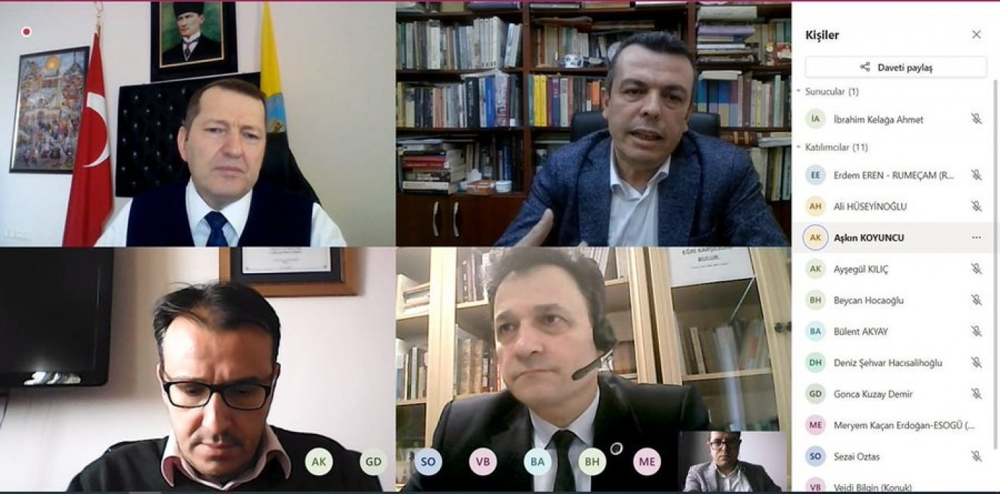 EĞRİ KARŞISINDA
BULUR
AK
GD
SO
VB
BA
BH
ME
Kişiler
Daveti paylaş
Sunucular (1)
İA İbrahim Kelağa Ahmet
Katılımcılar (11)
EE Erdem EREN - RUMEÇAM (R...
AH Ali HÜSEYİNOĞLU
AK Aşkın KOYUNCU
AK Ayşegül KILIÇ
BH Beycan Hocaoğlu
BA Bülent AKYAY
DH Deniz Şehvar Hacısalihoğlu
GD Gonca Kuzay Demir
ME Meryem Kaçan Erdoğan-ESOGÜ (...
SO Sezai Oztas
VB Vejdi Bilgin (Konuk)